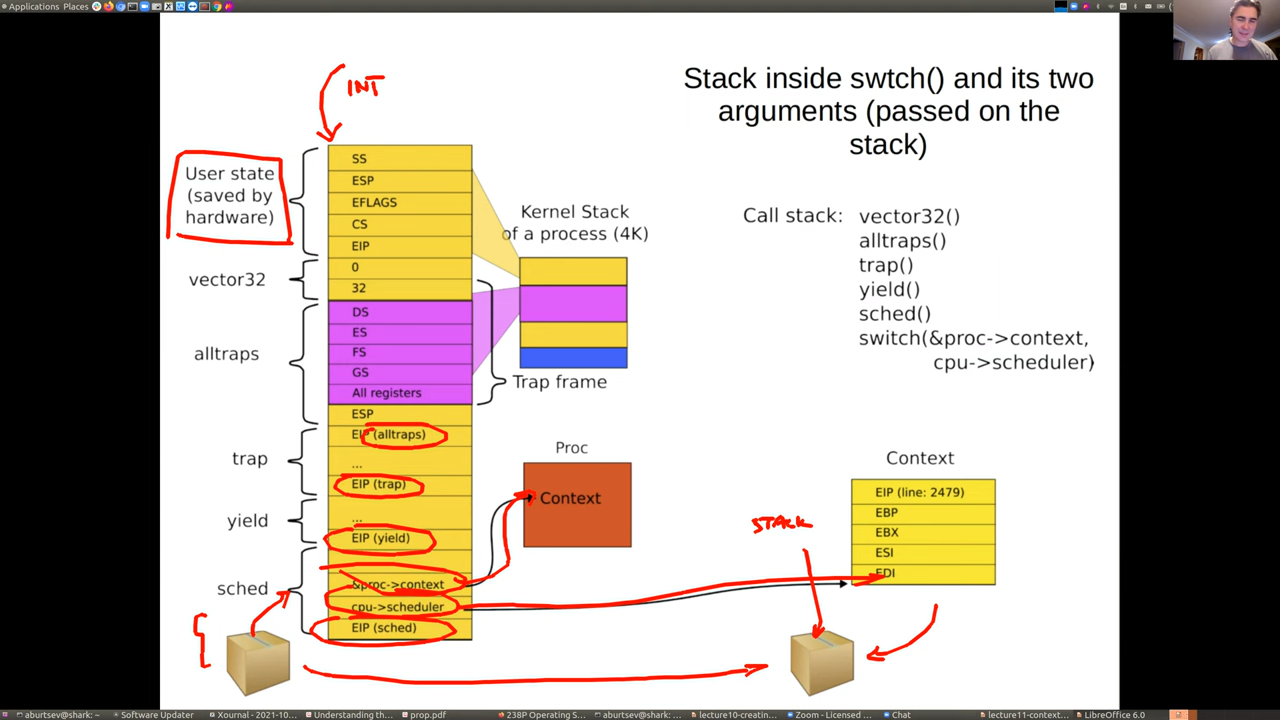 Applications Places
Stack inside swtch() and its two
arguments (passed on the
stack)
INT
User state
(saved by
hardware)
SS
ESP
EFLAGS
CS
EIP
vector32
0
32
alltraps
DS
ES
FS
GS
All registers
ESP
trap
EIP (alltraps)
...
EIP (trap)
yield
...
EIP (yield)
sched
&proc->context
cpu->scheduler
EIP (sched)
Kernel Stack
of a process (4K)
Trap frame
Proc
Context
Call stack: vector32()
alltraps()
trap()
yield()
sched()
switch(&proc->context,
cpu->scheduler)
Context
EIP (line: 2479)
EBP
EBX
ESI
EDI
STACK
aburtsev@shark: ~
Software Updater
Xournal - 2021-10...
Understanding th...
prop.pdf
238P Operating S...
aburtsev@shark: ...
lecture10-creatin...
Zoom - Licensed ...
Chat
lecture11-context...
LibreOffice 6.0